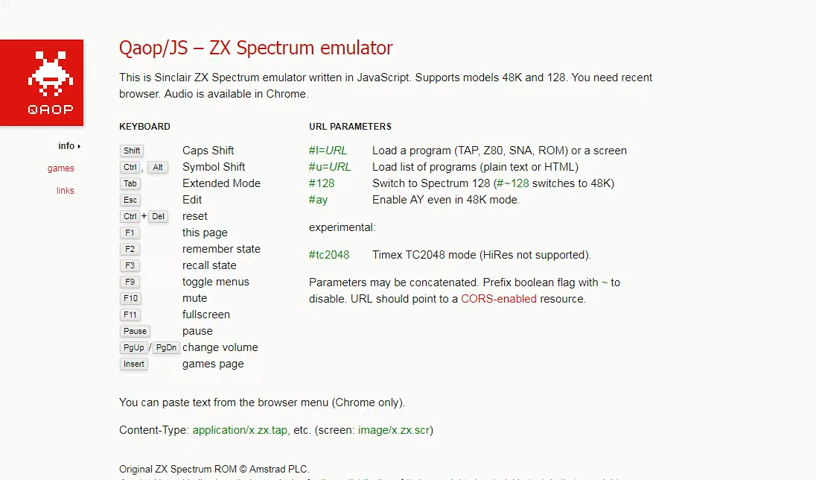 Qaop/JS – ZX Spectrum emulator
This is Sinclair ZX Spectrum emulator written in JavaScript. Supports models 48K and 128. You need recent
browser. Audio is available in Chrome.
QAOP
info
games
links
KEYBOARD
Shift Caps Shift
Ctrl, Alt Symbol Shift
Tab Extended Mode
Esc Edit
Ctrl + Del reset
F1 this page
F2 remember state
F3 recall state
F9 toggle menus
F10 mute
F11 fullscreen
Pause pause
PgUp / PgDn change volume
Insert games page
URL PARAMETERS
#l=URL Load a program (TAP, Z80, SNA, ROM) or a screen
#u=URL Load list of programs (plain text or HTML)
#128 Switch to Spectrum 128 (#~128 switches to 48K)
#ay Enable AY even in 48K mode.
experimental:
#tc2048 Timex TC2048 mode (HiRes not supported).
Parameters may be concatenated. Prefix boolean flag with ~ to
disable. URL should point to a CORS-enabled resource.
You can paste text from the browser menu (Chrome only).
Content-Type: application/x.zx.tap, etc. (screen: image/x.zx.scr)
Original ZX Spectrum ROM © Amstrad PLC.